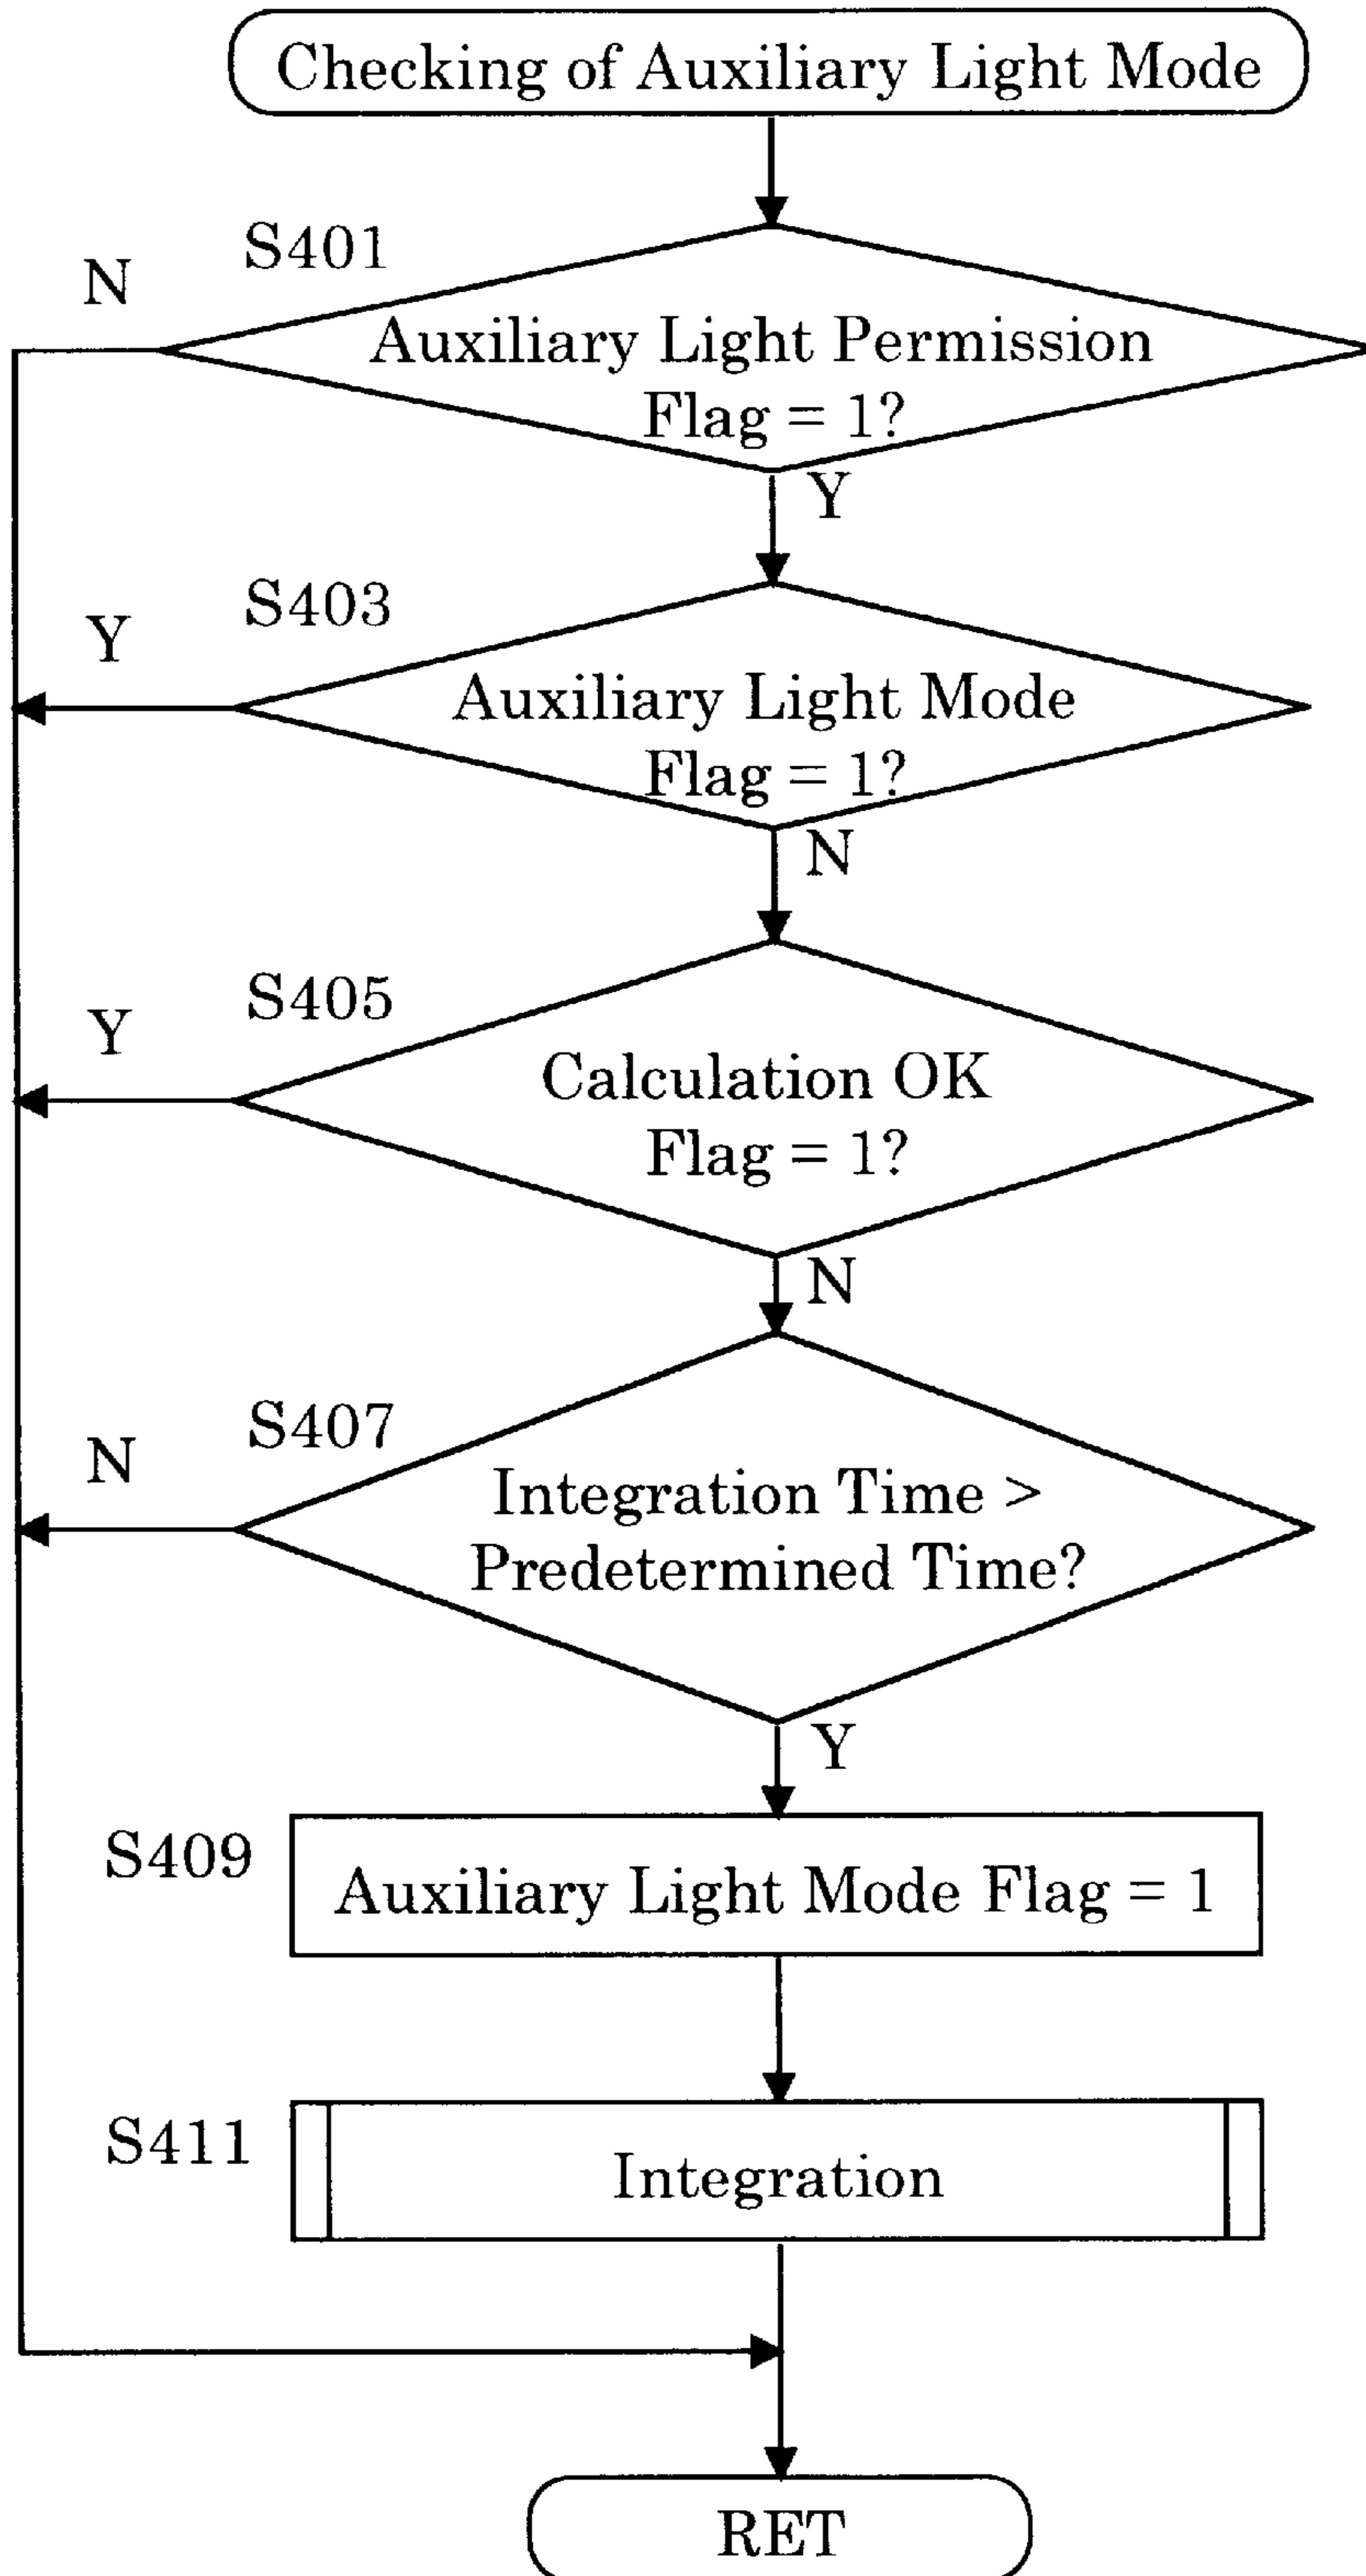 Checking of Auxiliary Light Mode
S401
N
Auxiliary Light Permission
Flag = 1?
Y
S403
Y
Auxiliary Light Mode
Flag = 1?
N
S405
Y
Calculation OK
Flag = 1?
N
S407
N
Integration Time >
Predetermined Time?
Y
S409
Auxiliary Light Mode Flag = 1
S411
Integration
RET